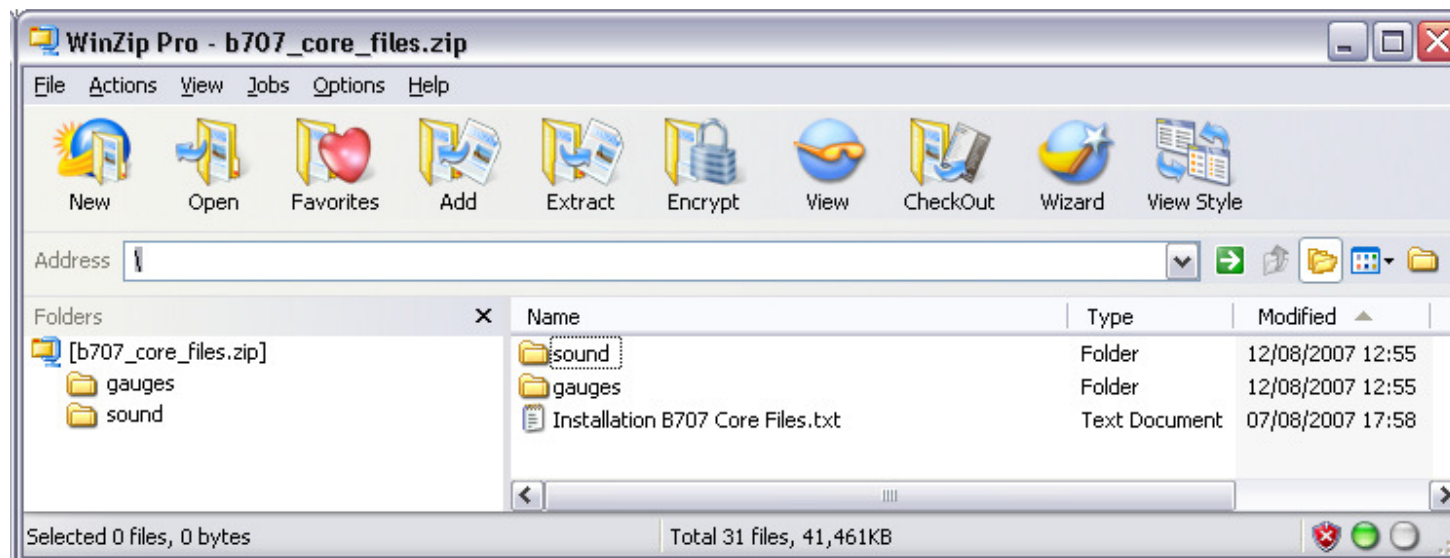 WinZip Pro - b707_core_files.zip
File Actions View Jobs Options Help
New Open Favorites Add Extract Encrypt View CheckOut Wizard View Style
Address \
Folders Name Type Modified
[b707_core_files.zip] sound Folder 12/08/2007 12:55
gauges gauges Folder 12/08/2007 12:55
sound Installation B707 Core Files.txt Text Document 07/08/2007 17:58
Selected 0 files, 0 bytes Total 31 files, 41,461KB